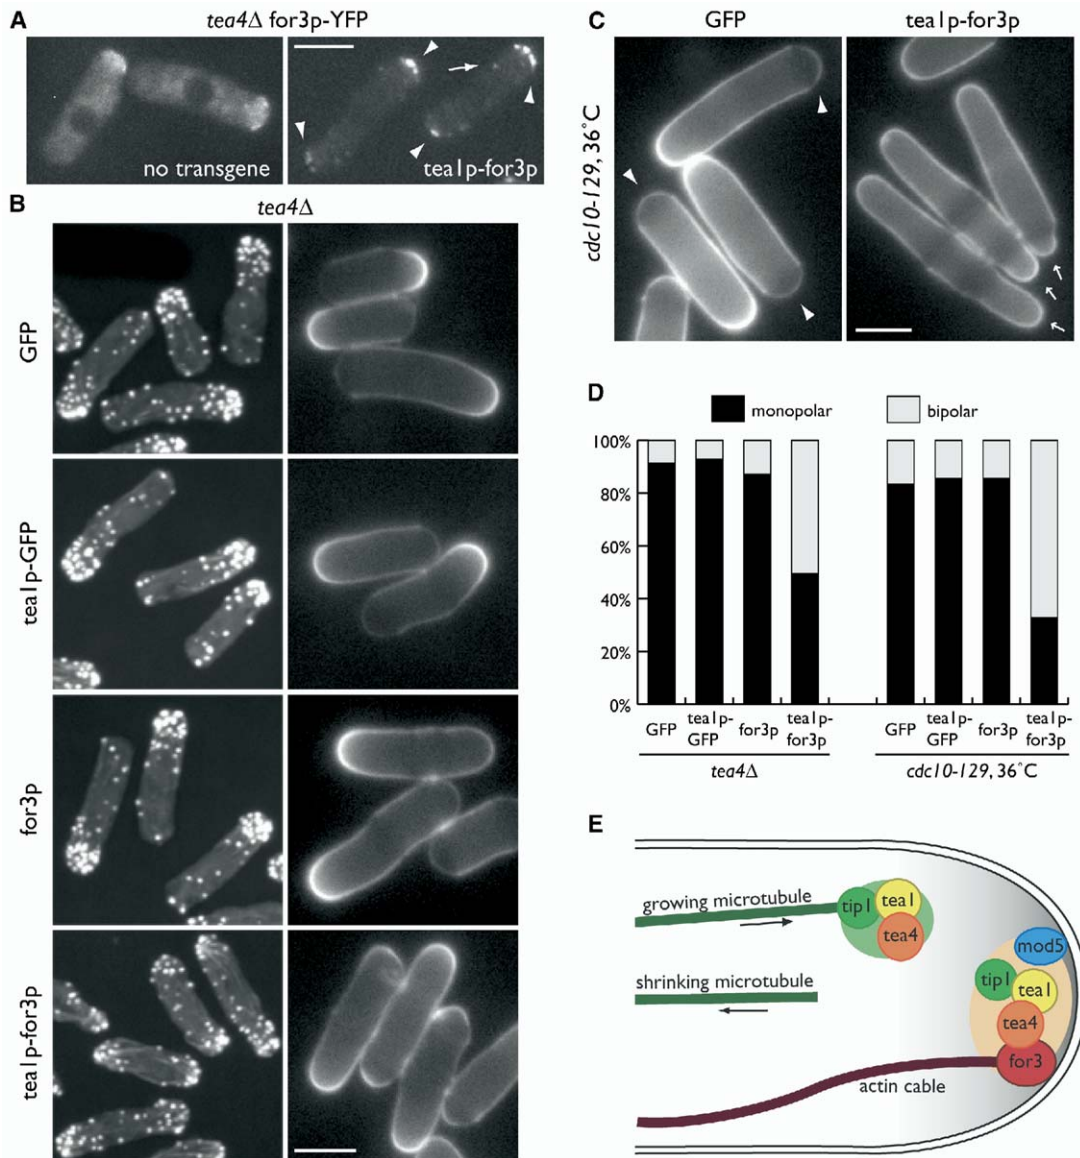 A
tea4Δ for3p-YFP
no transgene
tea1p-for3p
B
tea4Δ
GFP
tea1p-GFP
for3p
tea1p-for3p
C
GFP
tea1p-for3p
cdc10-129, 36°C
D
monopolar
bipolar
100%
80%
60%
40%
20%
0%
GFP
tea1p-
GFP
for3p
tea1p-
for3p
GFP
tea1p-
GFP
for3p
tea1p-
for3p
tea4Δ
cdc10-129, 36°C
E
growing microtubule
tip1
tea1
tea4
shrinking microtubule
mod5
tip1
tea1
tea4
for3
actin cable